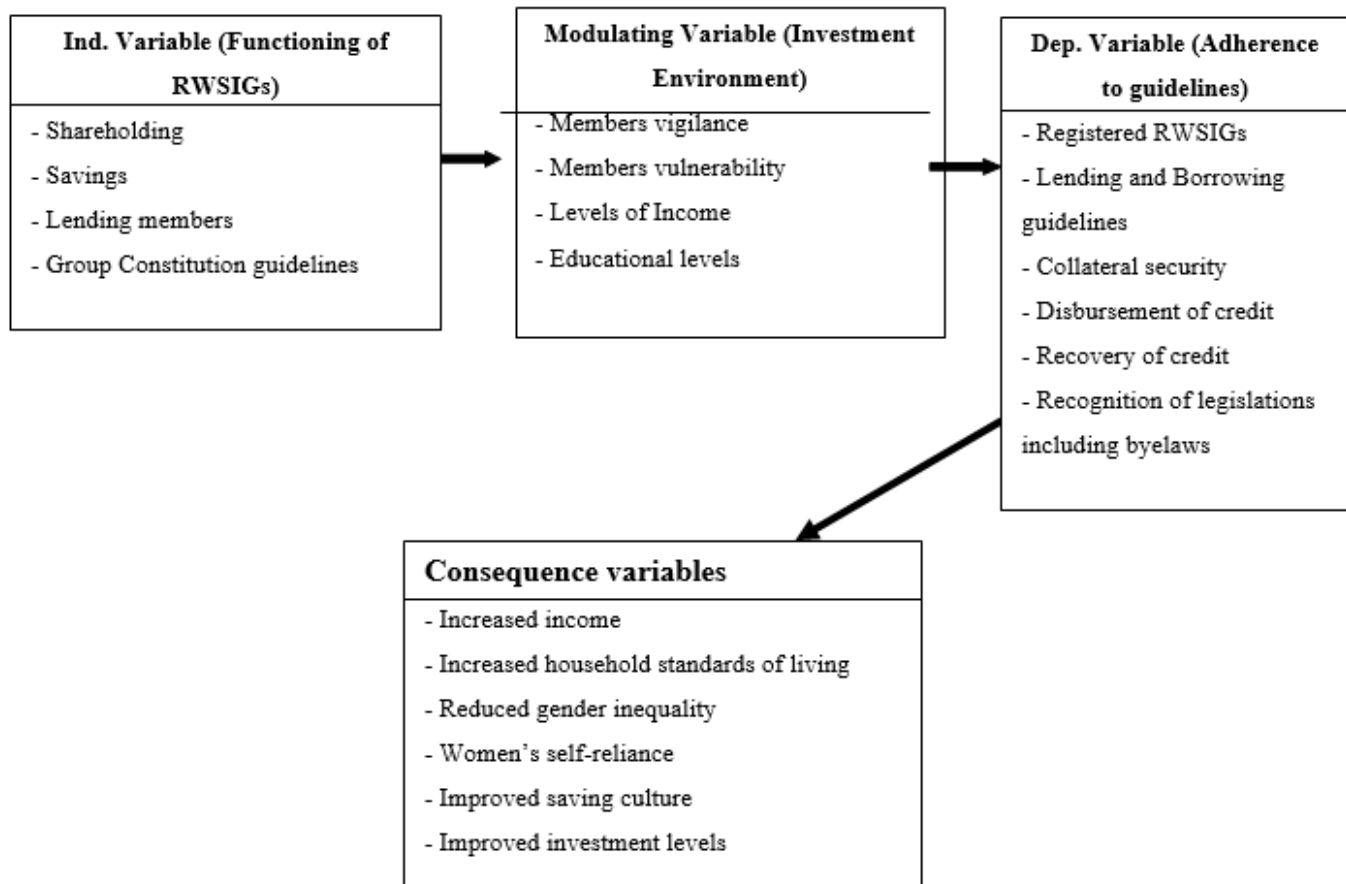 Ind. Variable (Functioning of
RWSIGs)
- Shareholding
- Savings
- Lending members
- Group Constitution guidelines
Modulating Variable (Investment
Environment)
- Members vigilance
- Members vulnerability
- Levels of Income
- Educational levels
Dep. Variable (Adherence
to guidelines)
- Registered RWSIGs
- Lending and Borrowing
guidelines
- Collateral security
- Disbursement of credit
- Recovery of credit
- Recognition of legislations
including byelaws
Consequence variables
- Increased income
- Increased household standards of living
- Reduced gender inequality
- Women’s self-reliance
- Improved saving culture
- Improved investment levels